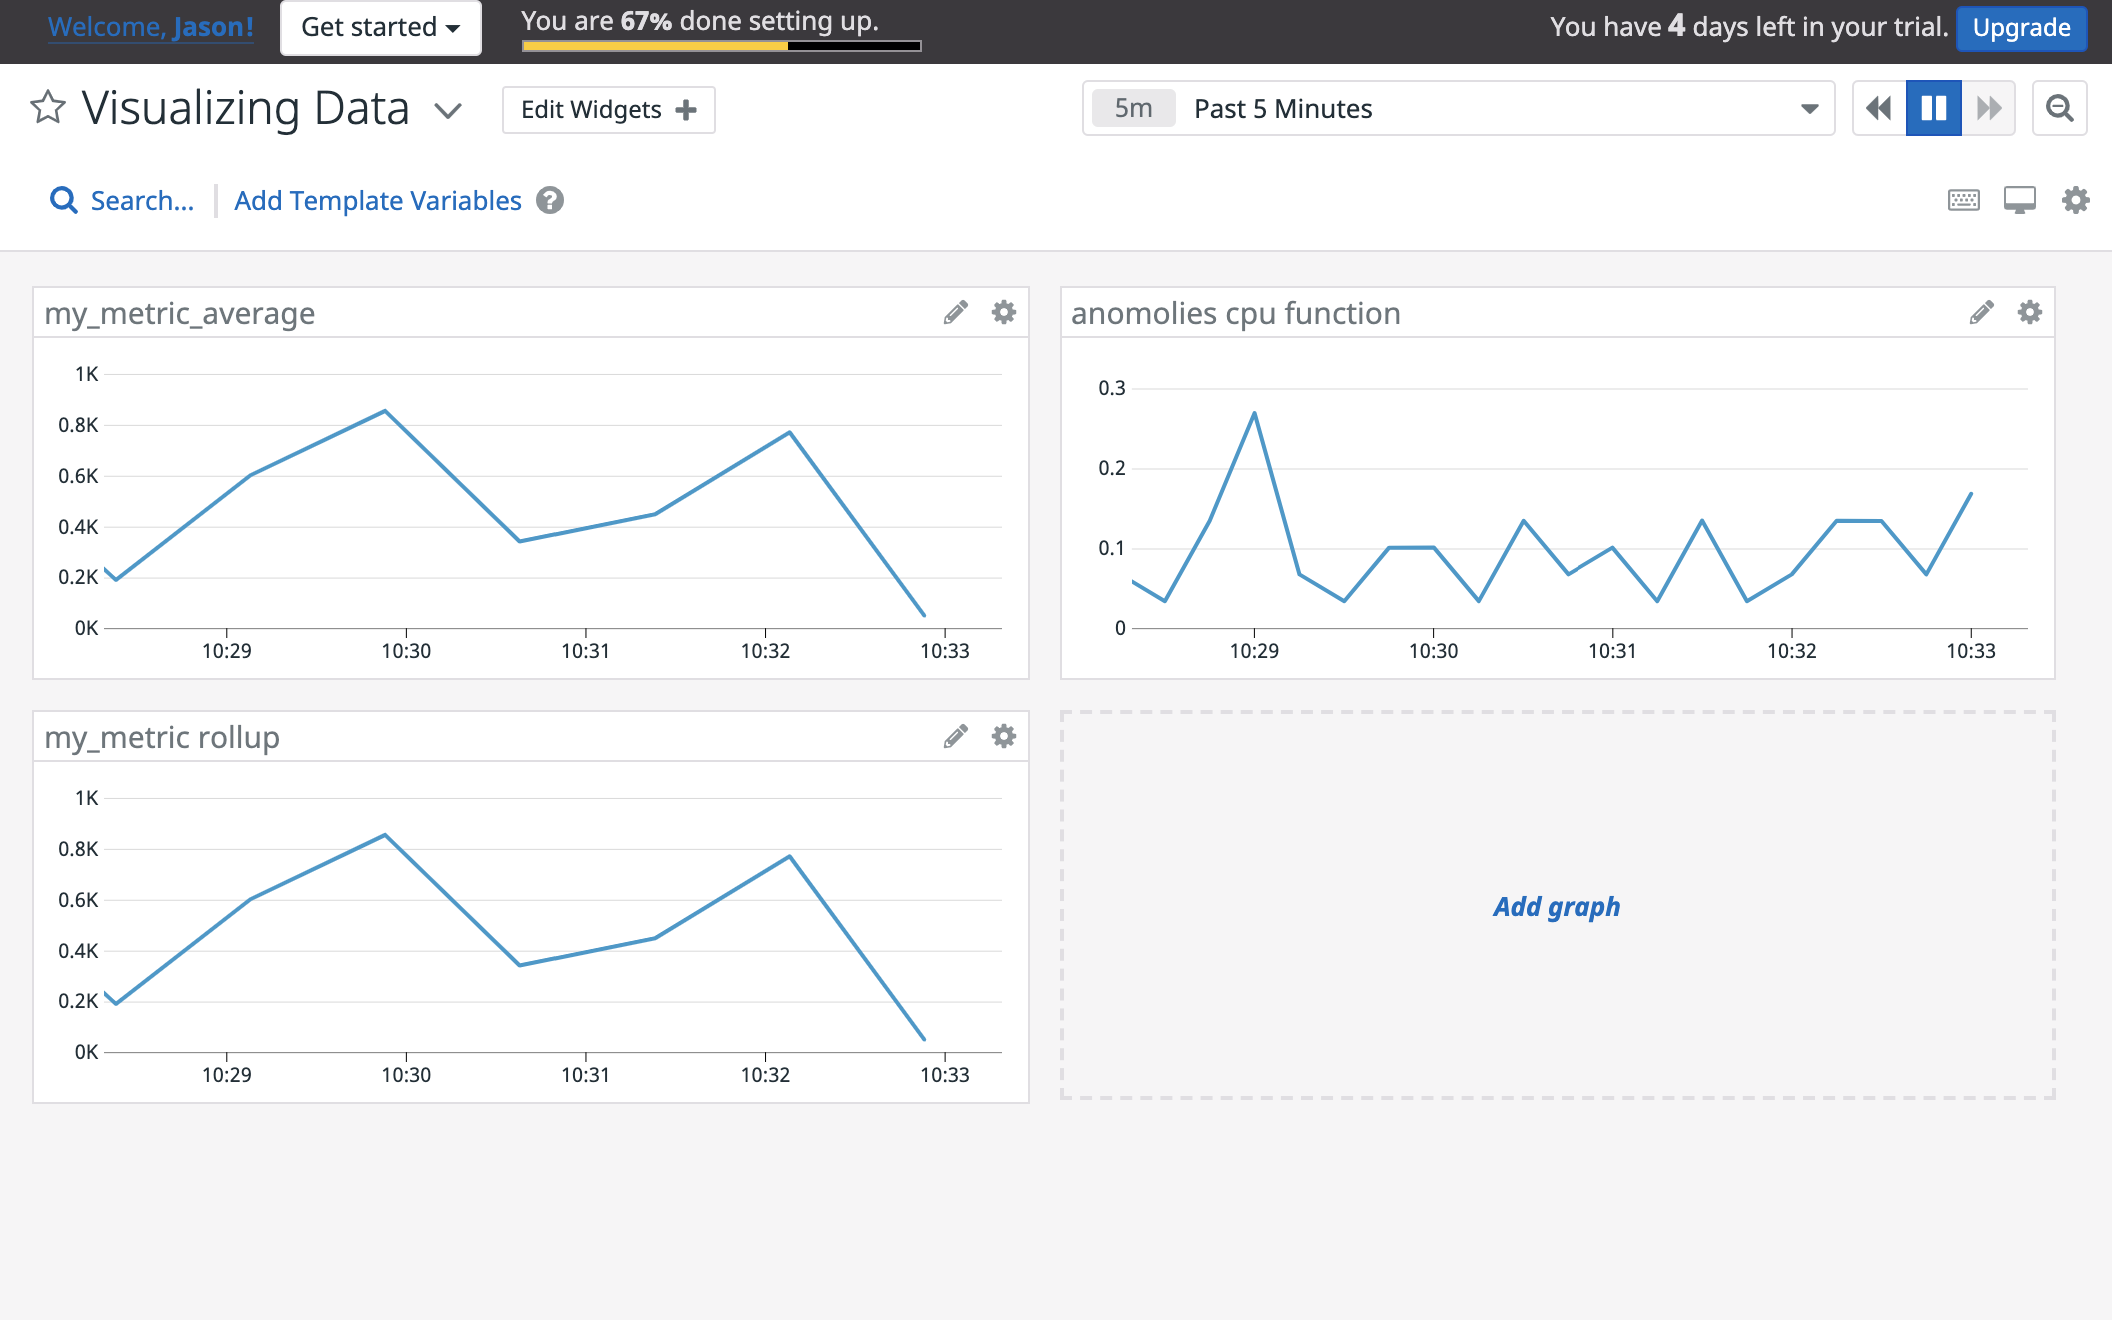 Welcome, Jason!
Get started
You are 67% done setting up.
You have 4 days left in your trial.
Upgrade
Visualizing Data
Edit Widgets
5m
Past 5 Minutes
Search...
Add Template Variables
?
my_metric_average
1K
0.8K
0.6K
0.4K
0.2K
0K
10:29 10:30 10:31 10:32 10:33
anomolies cpu function
0.3
0.2
0.1
0
10:29 10:30 10:31 10:32 10:33
my_metric rollup
1K
0.8K
0.6K
0.4K
0.2K
0K
10:29 10:30 10:31 10:32 10:33
Add graph